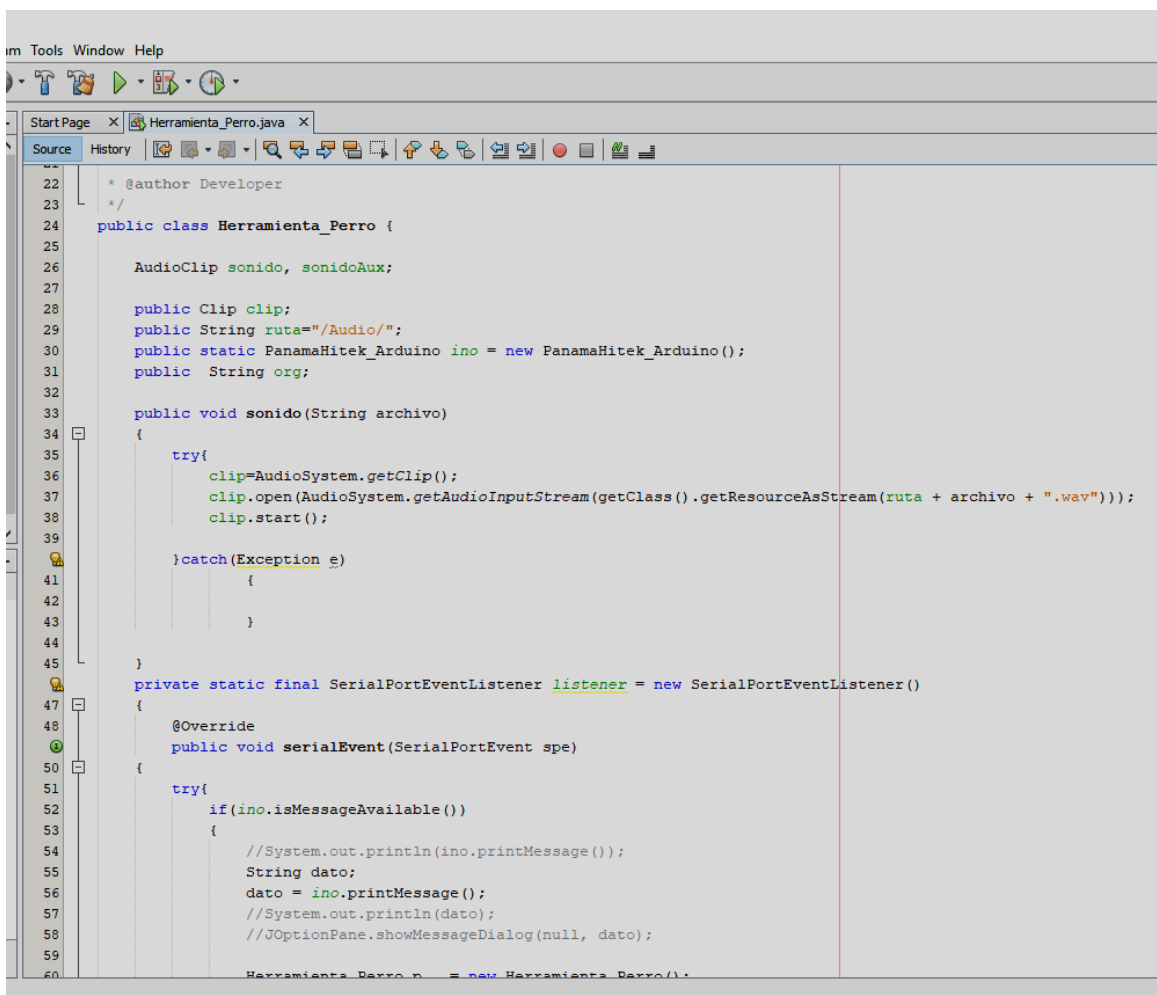 Tools Window Help
Start Page Herramienta_Perro.java
Source History
22 * @author Developer
23 */
24 public class Herramienta_Perro {
25
26 AudioClip sonido, sonidoAux;
27
28 public Clip clip;
29 public String ruta="/Audio/";
30 public static PanamaHitek_Arduino ino = new PanamaHitek_Arduino();
31 public String org;
32
33 public void sonido(String archivo)
34 {
35 try{
36 clip=AudioSystem.getClip();
37 clip.open(AudioSystem.getAudioInputStream(getClass().getResourceAsStream(ruta + archivo + ".wav")));
38 clip.start();
39
}catch(Exception e)
41 {
42
43 }
44
45 }
private static final SerialPortEventListener listener = new SerialPortEventListener()
47 {
48 @Override
public void serialEvent(SerialPortEvent spe)
50 {
51 try{
52 if(ino.isMessageAvailable())
53 {
54 //System.out.println(ino.printMessage());
55 String dato;
56 dato = ino.printMessage();
57 //System.out.println(dato);
58 //JOptionPane.showMessageDialog(null, dato);
59
60 Herramienta_Perro p = new Herramienta_Perro();